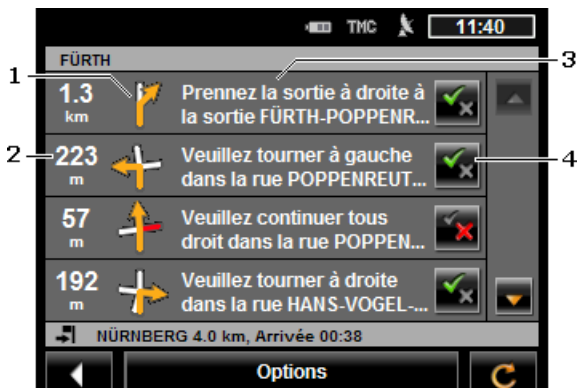 TMC 11:40
FÜRTH
1
3
1.3
km
Prennez la sortie à droite à
la sortie FÜRTH-POPPENR...
2
223
m
Veuillez tourner à gauche
dans la rue POPPENREUT...
4
57
m
Veuillez continuer tous
droit dans la rue POPPEN...
192
m
Veuillez tourner à droite
dans la rue HANS-VOGEL-...
NÜRNBERG 4.0 km, Arrivée 00:38
Options